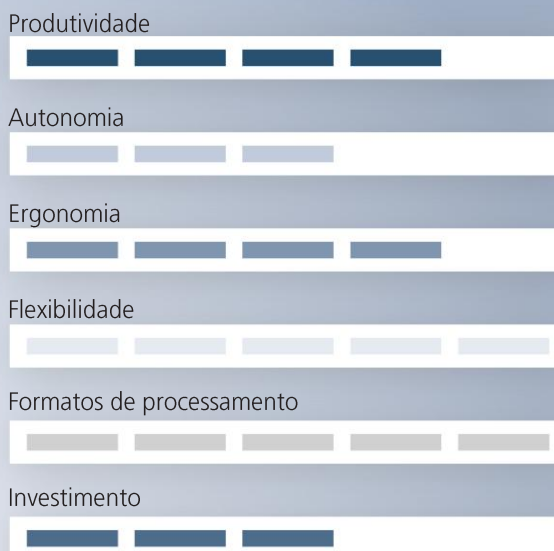 Produtividade
Autonomia
Ergonomia
Flexibilidade
Formatos de processamento
Investimento